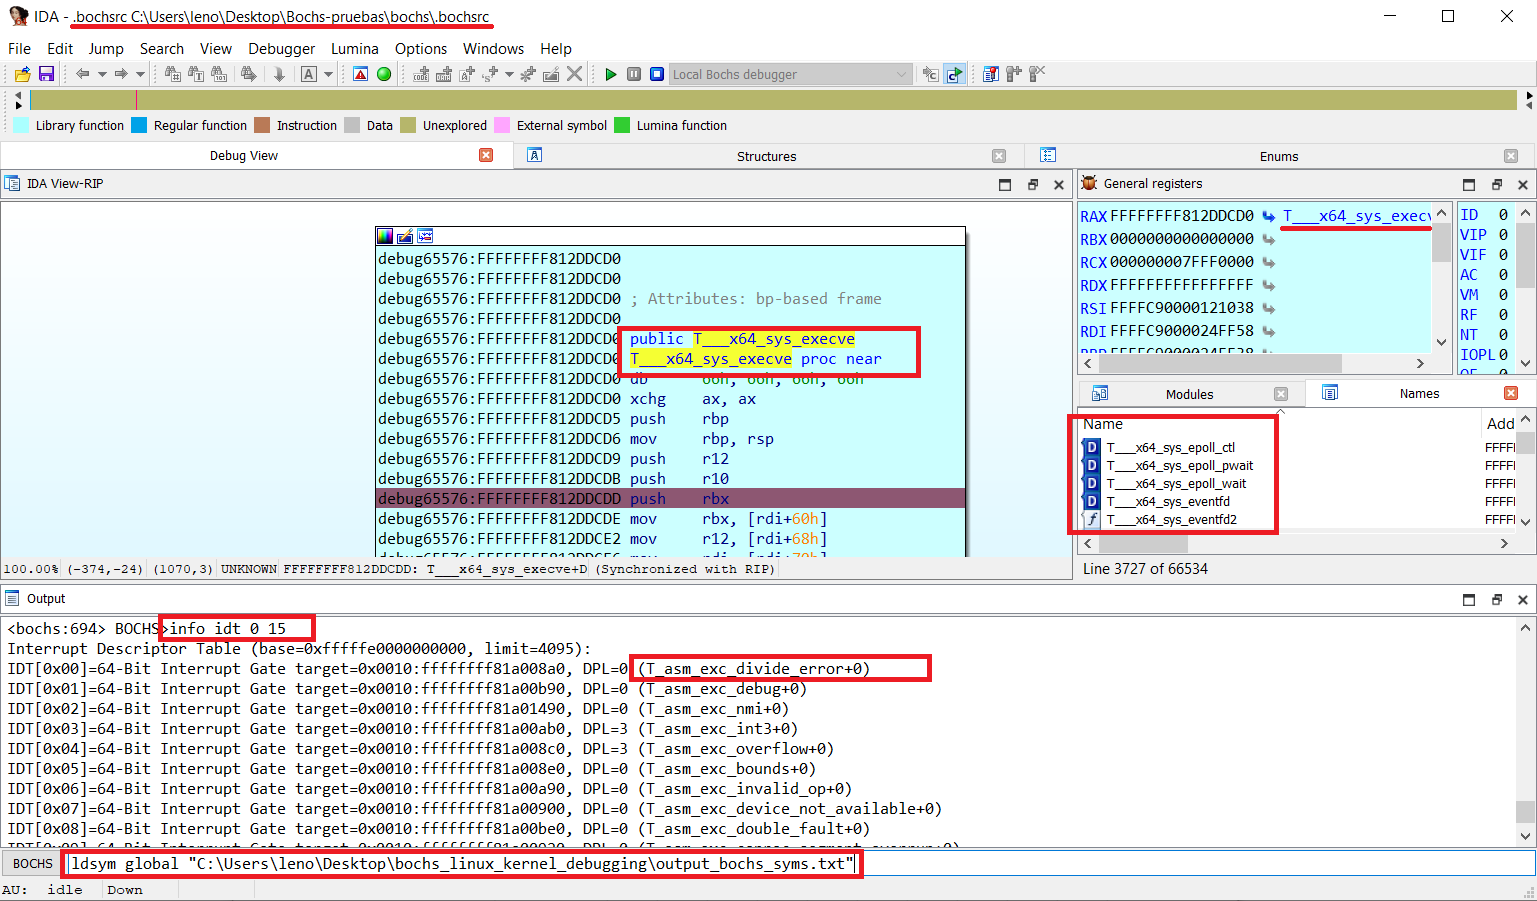 IDA - .bochsrc C:\Users\leno\Desktop\Bochs-pruebas\bochs\.bochsrc
File Edit Jump Search View Debugger Lumina Options Windows Help
Local Bochs debugger
Library function Regular function Instruction Data Unexplored External symbol Lumina function
Debug View Structures Enums
IDA View-RIP
debug65576:FFFFFFFF812DDCD0
debug65576:FFFFFFFF812DDCD0
debug65576:FFFFFFFF812DDCD0 ; Attributes: bp-based frame
debug65576:FFFFFFFF812DDCD0
debug65576:FFFFFFFF812DDCD0 public T___x64_sys_execve
debug65576:FFFFFFFF812DDCD0 T___x64_sys_execve proc near
debug65576:FFFFFFFF812DDCD0 db 66h, 66h, 66h, 66h
debug65576:FFFFFFFF812DDCD0 xchg ax, ax
debug65576:FFFFFFFF812DDCD5 push rbp
debug65576:FFFFFFFF812DDCD6 mov rbp, rsp
debug65576:FFFFFFFF812DDCD9 push r12
debug65576:FFFFFFFF812DDCDB push r10
debug65576:FFFFFFFF812DDCDD push rbx
debug65576:FFFFFFFF812DDCDE mov rbx, [rdi+60h]
debug65576:FFFFFFFF812DDCE2 mov r12, [rdi+68h]
debug65576:FFFFFFFF812DDCE6 mov rdi, [rdi+70h]
100.00% (-374,-24) (1070,3) UNKNOWN FFFFFFFF812DDCDD: T___x64_sys_execve+D (Synchronized with RIP)
General registers
RAX FFFFFFFF812DDCD0 T___x64_sys_execv
RBX 0000000000000000
RCX 000000007FFF0000
RDX FFFFFFFFFFFFFFFF
RSI FFFFC90000121038
RDI FFFFC9000024FF58
RBP FFFFC9000024FF38
ID 0
VIP 0
VIF 0
AC 0
VM 0
RF 0
NT 0
IOPL 0
OF 0
Modules Names
Name Add
T___x64_sys_epoll_ctl FFFF
T___x64_sys_epoll_pwait FFFF
T___x64_sys_epoll_wait FFFF
T___x64_sys_eventfd FFFF
T___x64_sys_eventfd2 FFFF
Line 3727 of 66534
Output
<bochs:694> BOCHS>info idt 0 15
Interrupt Descriptor Table (base=0xfffffe0000000000, limit=4095):
IDT[0x00]=64-Bit Interrupt Gate target=0x0010:ffffffff81a008a0, DPL=0 (T_asm_exc_divide_error+0)
IDT[0x01]=64-Bit Interrupt Gate target=0x0010:ffffffff81a00b90, DPL=0 (T_asm_exc_debug+0)
IDT[0x02]=64-Bit Interrupt Gate target=0x0010:ffffffff81a01490, DPL=0 (T_asm_exc_nmi+0)
IDT[0x03]=64-Bit Interrupt Gate target=0x0010:ffffffff81a00ab0, DPL=3 (T_asm_exc_int3+0)
IDT[0x04]=64-Bit Interrupt Gate target=0x0010:ffffffff81a008c0, DPL=3 (T_asm_exc_overflow+0)
IDT[0x05]=64-Bit Interrupt Gate target=0x0010:ffffffff81a008e0, DPL=0 (T_asm_exc_bounds+0)
IDT[0x06]=64-Bit Interrupt Gate target=0x0010:ffffffff81a00a90, DPL=0 (T_asm_exc_invalid_op+0)
IDT[0x07]=64-Bit Interrupt Gate target=0x0010:ffffffff81a00900, DPL=0 (T_asm_exc_device_not_available+0)
IDT[0x08]=64-Bit Interrupt Gate target=0x0010:ffffffff81a00be0, DPL=0 (T_asm_exc_double_fault+0)
BOCHS ldsym global "C:\Users\leno\Desktop\bochs_linux_kernel_debugging\output_bochs_syms.txt"
AU: idle Down